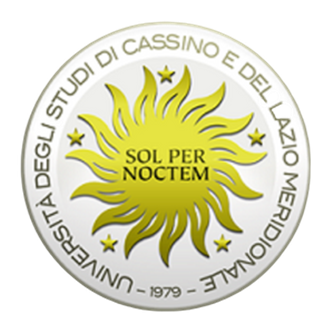 UNIVERSITÀ DEGLI STUDI DI CASSINO E DEL LAZIO MERIDIONALE
SOL PER
NOCTEM
– 1979 –